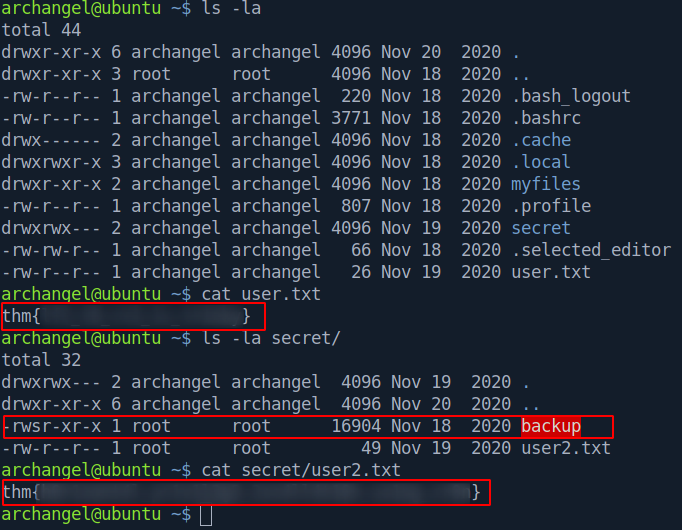 archangel@ubuntu ~$ ls -la
total 44
drwxr-xr-x 6 archangel archangel 4096 Nov 20  2020 .
drwxr-xr-x 3 root      root      4096 Nov 18  2020 ..
-rw-r--r-- 1 archangel archangel  220 Nov 18  2020 .bash_logout
-rw-r--r-- 1 archangel archangel 3771 Nov 18  2020 .bashrc
drwx------ 2 archangel archangel 4096 Nov 18  2020 .cache
drwxrwxr-x 3 archangel archangel 4096 Nov 18  2020 .local
drwxr-xr-x 2 archangel archangel 4096 Nov 18  2020 myfiles
-rw-r--r-- 1 archangel archangel  807 Nov 18  2020 .profile
drwxrwx--- 2 archangel archangel 4096 Nov 19  2020 secret
-rw-rw-r-- 1 archangel archangel   66 Nov 18  2020 .selected_editor
-rw-r--r-- 1 archangel archangel   26 Nov 19  2020 user.txt
archangel@ubuntu ~$ cat user.txt
thm{ }
archangel@ubuntu ~$ ls -la secret/
total 32
drwxrwx--- 2 archangel archangel  4096 Nov 19  2020 .
drwxr-xr-x 6 archangel archangel  4096 Nov 20  2020 ..
-rwsr-xr-x 1 root      root      16904 Nov 18  2020 backup
-rw-r--r-- 1 root      root         49 Nov 19  2020 user2.txt
archangel@ubuntu ~$ cat secret/user2.txt
thm{ }
archangel@ubuntu ~$